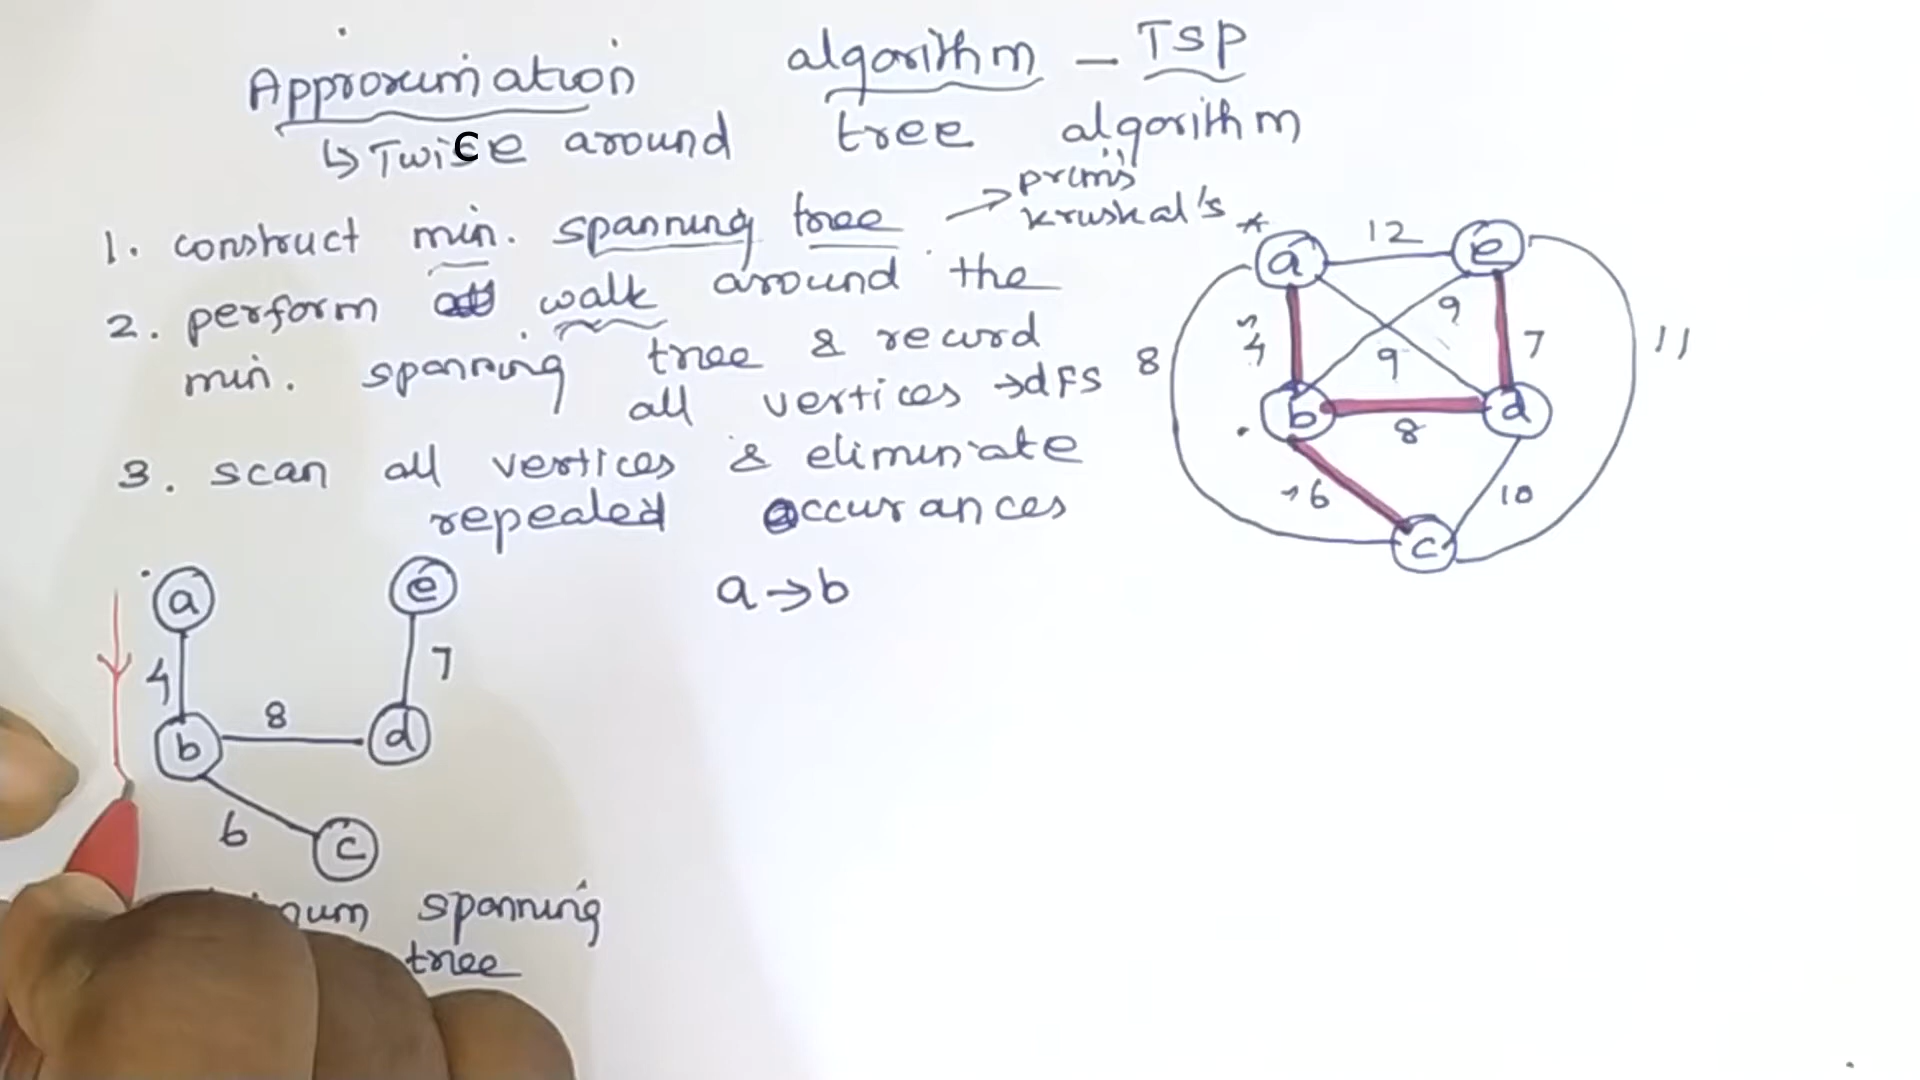 Approximation algorithm - TSP
↳ Twice around tree algorithm
1. construct min. spanning tree → prim's
kruskal's
2. perform a walk around the
min. spanning tree & record
all vertices → dFS
3. scan all vertices & eliminate
repeated occurances
a 12 e
4 9 7 11
8 9
b 8 d
6 10
c
a → b
a e
4 7
b 8 d
6 c
spanning
tree